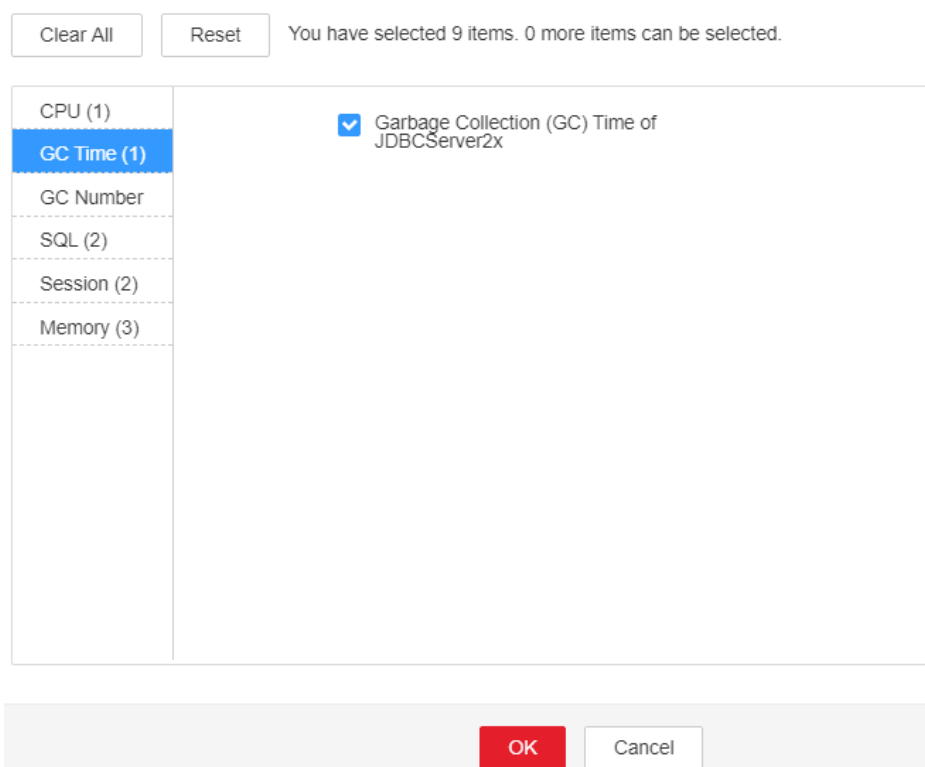 Clear All
Reset
You have selected 9 items. 0 more items can be selected.
CPU (1)
GC Time (1)
GC Number
SQL (2)
Session (2)
Memory (3)
Garbage Collection (GC) Time of
JDBCServer2x
OK
Cancel